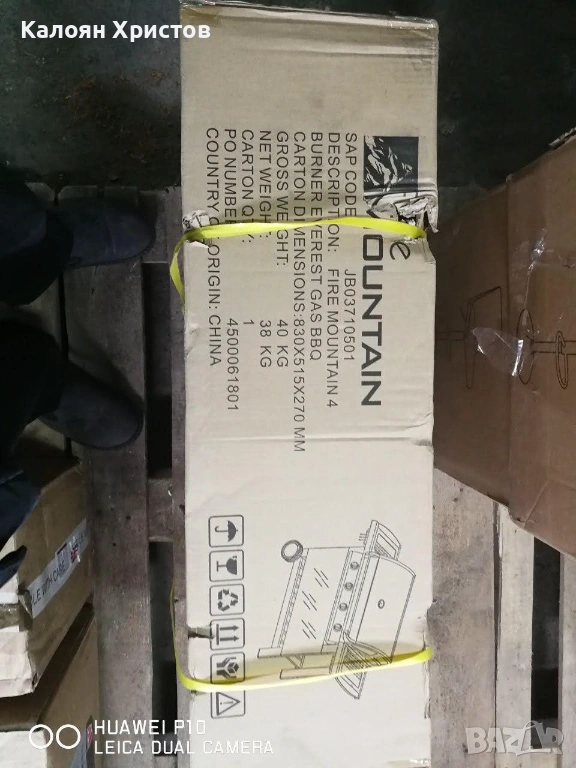 Калоян Христов
OUNTAIN
SAP CODE: JB03710501
DESCRIPTION: FIRE MOUNTAIN 4
BURNER EVEREST GAS BBQ
CARTON DIMENSIONS:830X515X270 MM
GROSS WEIGHT: 40 KG
NET WEIGHT: 38 KG
CARTON QTY: 1
PO NUMBER 4500061801
COUNTRY OF ORIGIN: CHINA
HUAWEI P10
LEICA DUAL CAMERA
BAZAR